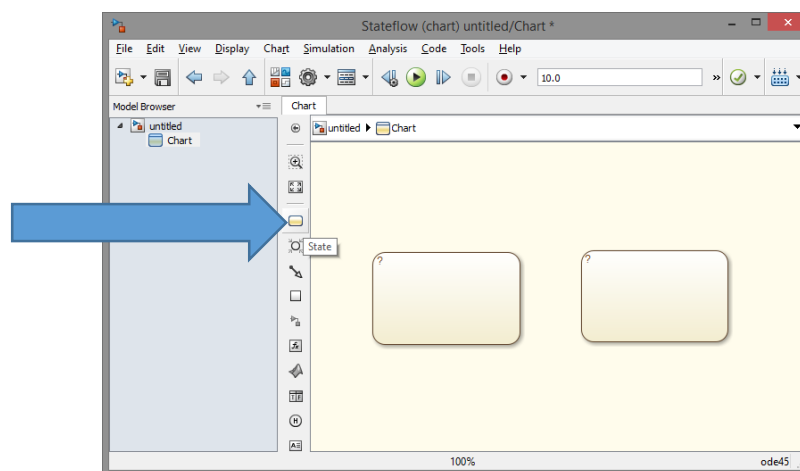 Stateflow (chart) untitled/Chart *
File Edit View Display Chart Simulation Analysis Code Tools Help
10.0 »
Model Browser Chart
untitled untitled Chart
Chart
State
? ?
fx
H
A
100% ode45